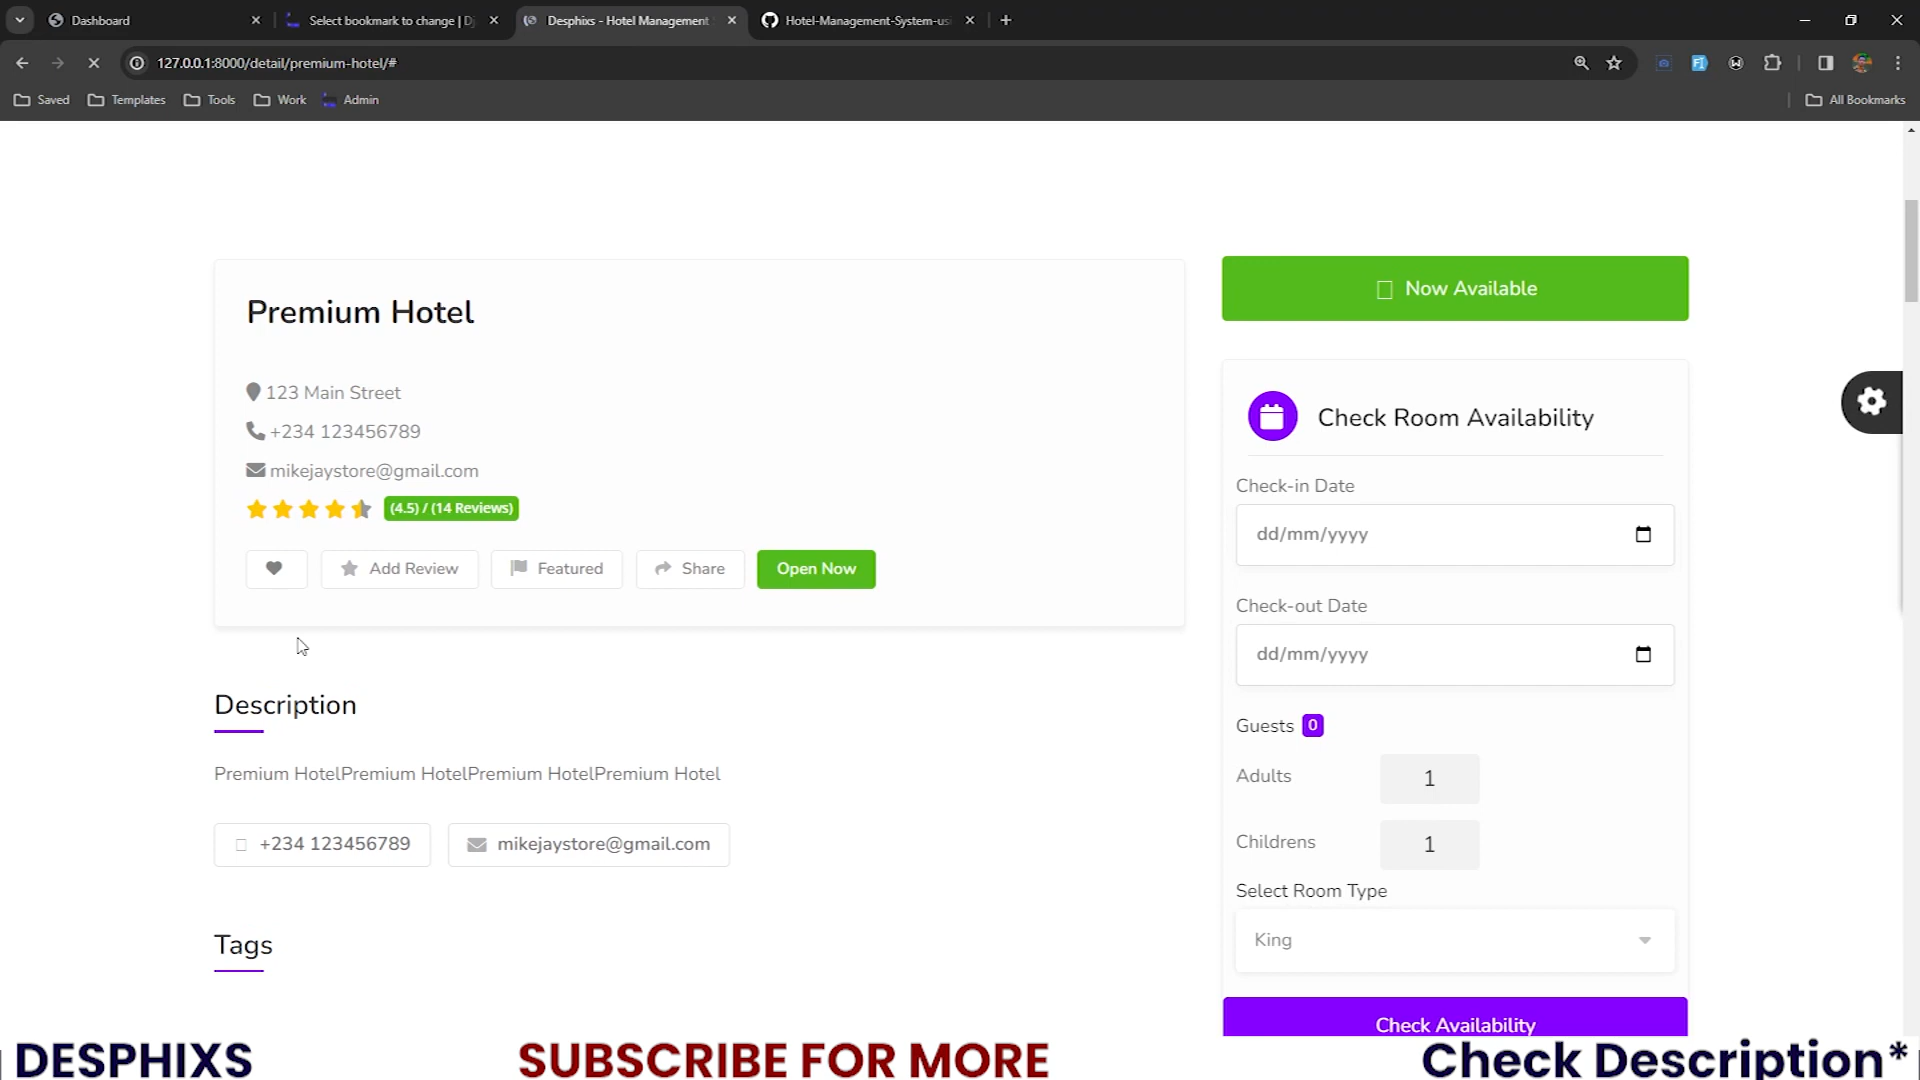 Dashboard
Select bookmark to change | Dj
Desphixs - Hotel Management
Hotel-Management-System-usi
127.0.0.1:8000/detail/premium-hotel/#
Saved
Templates
Tools
Work
Admin
All Bookmarks
Premium Hotel
123 Main Street
+234 123456789
mikejaystore@gmail.com
(4.5) / (14 Reviews)
Add Review
Featured
Share
Open Now
Description
Premium HotelPremium HotelPremium HotelPremium Hotel
+234 123456789
mikejaystore@gmail.com
Tags
Now Available
Check Room Availability
Check-in Date
dd/mm/yyyy
Check-out Date
dd/mm/yyyy
Guests 0
Adults 1
Childrens 1
Select Room Type
King
Check Availability
| DESPHIXS
SUBSCRIBE FOR MORE
Check Description* |